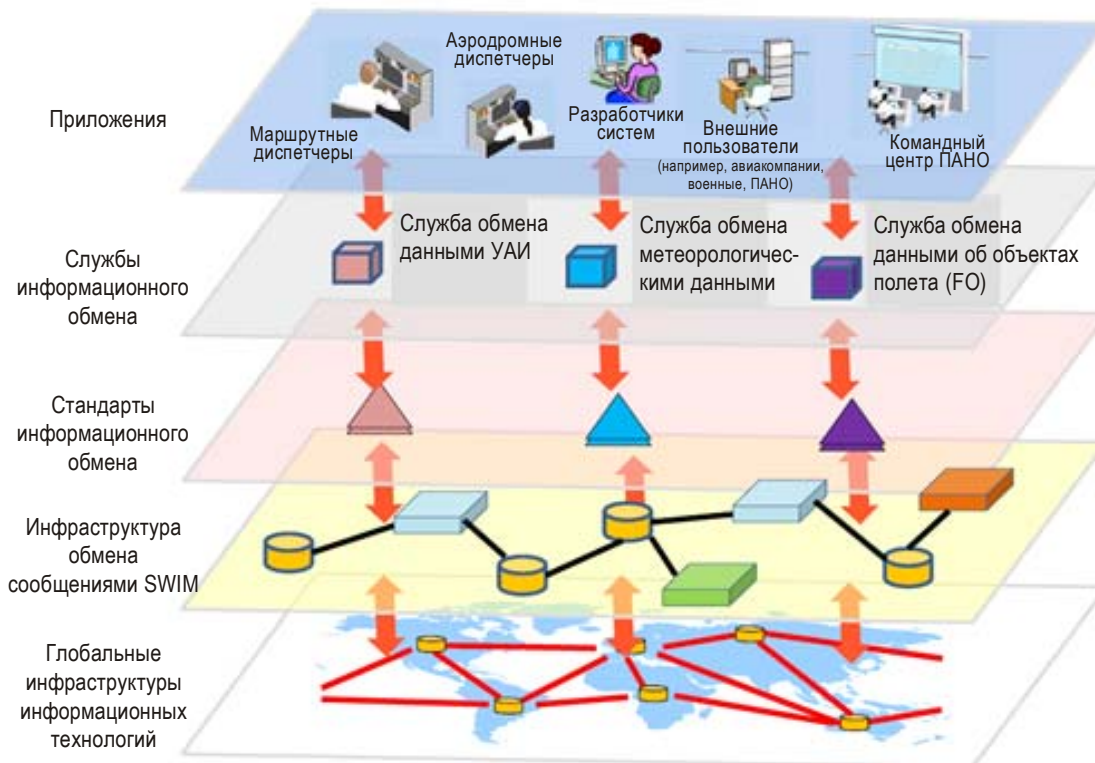 Приложения
Маршрутные
диспетчеры
Аэродромные
диспетчеры
Разработчики
систем
Внешние
пользователи
(например, авиакомпании,
военные, ПАНО)
Командный
центр ПАНО
Службы
информационного
обмена
Служба обмена
данными УАИ
Служба обмена
метеорологичес-
кими данными
Служба обмена
данными об объектах
полета (FO)
Стандарты
информационного
обмена
Инфраструктура
обмена
сообщениями SWIM
Глобальные
инфраструктуры
информационных
технологий